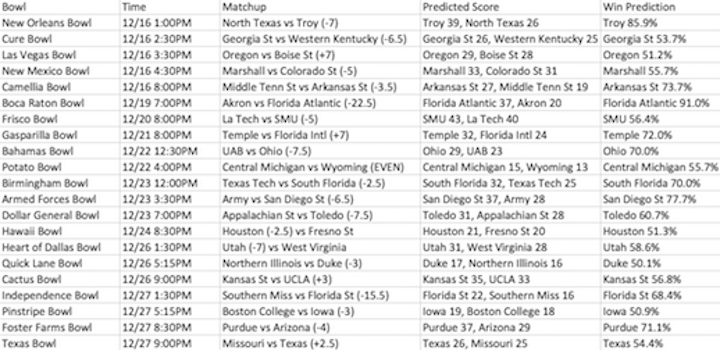 Bowl Time Matchup Predicted Score Win Prediction
New Orleans Bowl 12/16 1:00PM North Texas vs Troy (-7) Troy 39, North Texas 26 Troy 85.9%
Cure Bowl 12/16 2:30PM Georgia St vs Western Kentucky (-6.5) Georgia St 26, Western Kentucky 25 Georgia St 53.7%
Las Vegas Bowl 12/16 3:30PM Oregon vs Boise St (+7) Oregon 29, Boise St 28 Oregon 51.2%
New Mexico Bowl 12/16 4:30PM Marshall vs Colorado St (-5) Marshall 33, Colorado St 31 Marshall 55.7%
Camellia Bowl 12/16 8:00PM Middle Tenn St vs Arkansas St (-3.5) Arkansas St 27, Middle Tenn St 19 Arkansas St 73.7%
Boca Raton Bowl 12/19 7:00PM Akron vs Florida Atlantic (-22.5) Florida Atlantic 37, Akron 20 Florida Atlantic 91.0%
Frisco Bowl 12/20 8:00PM La Tech vs SMU (-5) SMU 43, La Tech 40 SMU 56.4%
Gasparilla Bowl 12/21 8:00PM Temple vs Florida Intl (+7) Temple 32, Florida Intl 24 Temple 72.0%
Bahamas Bowl 12/22 12:30PM UAB vs Ohio (-7.5) Ohio 29, UAB 23 Ohio 70.0%
Potato Bowl 12/22 4:00PM Central Michigan vs Wyoming (EVEN) Central Michigan 15, Wyoming 13 Central Michigan 55.7%
Birmingham Bowl 12/23 12:00PM Texas Tech vs South Florida (-2.5) South Florida 32, Texas Tech 25 South Florida 70.0%
Armed Forces Bowl 12/23 3:30PM Army vs San Diego St (-6.5) San Diego St 37, Army 28 San Diego St 77.7%
Dollar General Bowl 12/23 7:00PM Appalachian St vs Toledo (-7.5) Toledo 31, Appalachian St 28 Toledo 60.7%
Hawaii Bowl 12/24 8:30PM Houston (-2.5) vs Fresno St Houston 21, Fresno St 20 Houston 51.3%
Heart of Dallas Bowl 12/26 1:30PM Utah (-7) vs West Virginia Utah 31, West Virginia 28 Utah 58.6%
Quick Lane Bowl 12/26 5:15PM Northern Illinois vs Duke (-3) Duke 17, Northern Illinois 16 Duke 50.1%
Cactus Bowl 12/26 9:00PM Kansas St vs UCLA (+3) Kansas St 35, UCLA 33 Kansas St 56.8%
Independence Bowl 12/27 1:30PM Southern Miss vs Florida St (-15.5) Florida St 22, Southern Miss 16 Florida St 68.4%
Pinstripe Bowl 12/27 5:15PM Boston College vs Iowa (-3) Iowa 19, Boston College 18 Iowa 50.9%
Foster Farms Bowl 12/27 8:30PM Purdue vs Arizona (-4) Purdue 37, Arizona 29 Purdue 71.1%
Texas Bowl 12/27 9:00PM Missouri vs Texas (+2.5) Texas 26, Missouri 25 Texas 54.4%